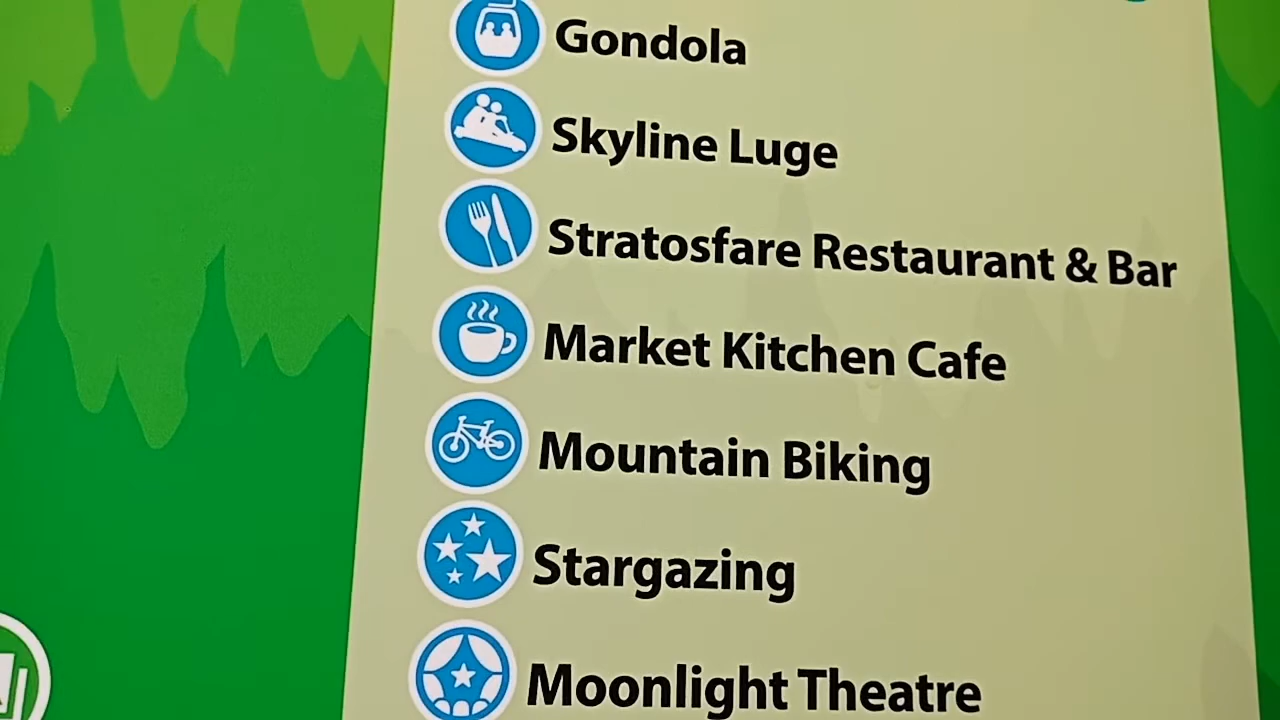 Gondola
Skyline Luge
Stratosfare Restaurant & Bar
Market Kitchen Cafe
Mountain Biking
Stargazing
Moonlight Theatre